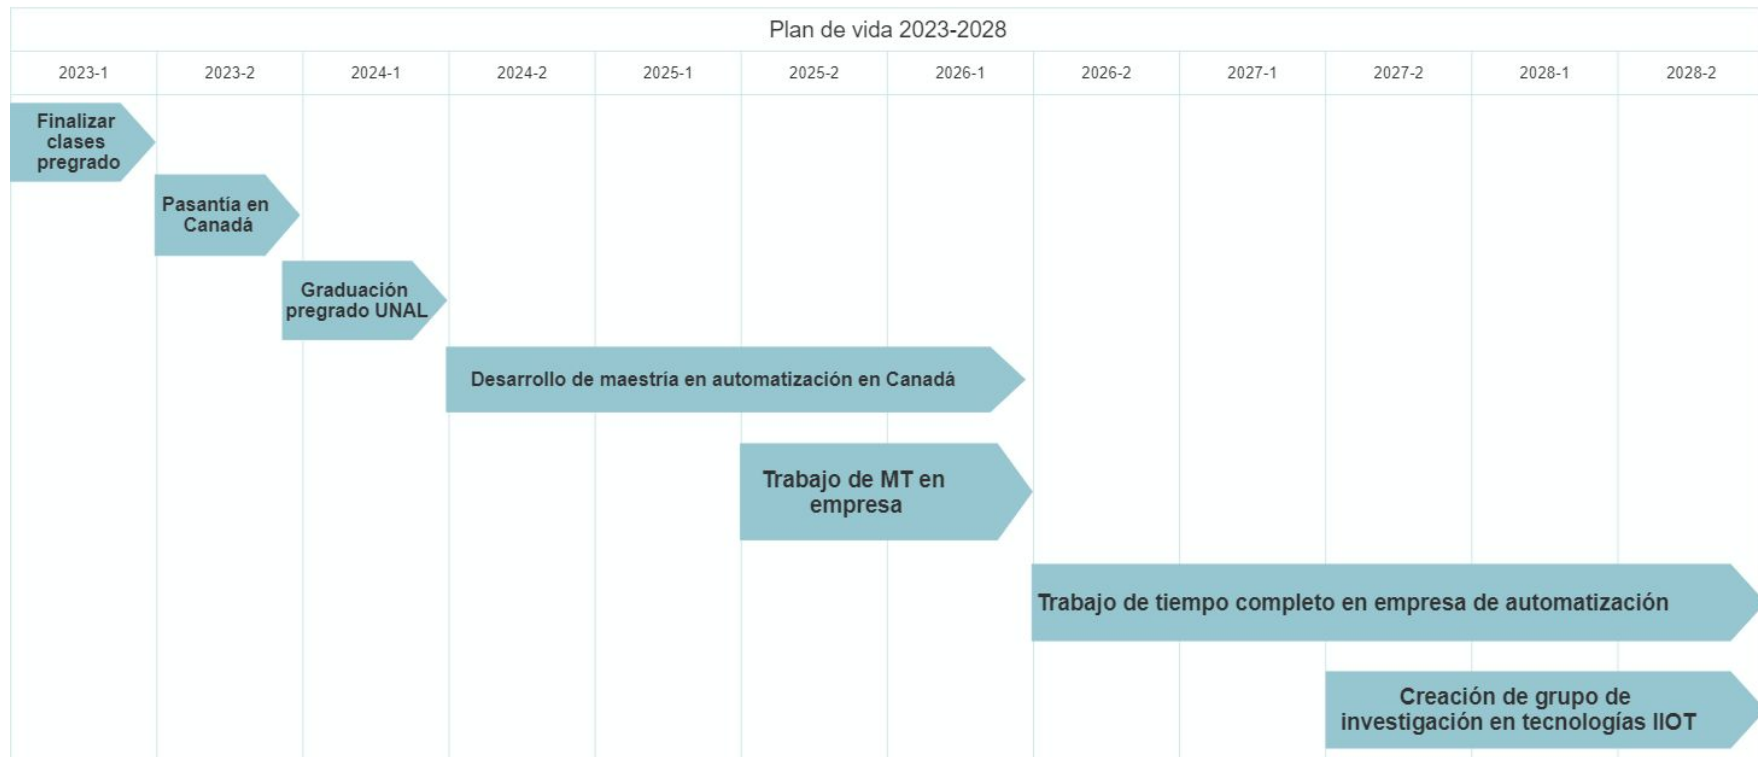 Plan de vida 2023-2028
2023-1 2023-2 2024-1 2024-2 2025-1 2025-2 2026-1 2026-2 2027-1 2027-2 2028-1 2028-2
Finalizar
clases
pregrado
Pasantía en
Canadá
Graduación
pregrado UNAL
Desarrollo de maestría en automatización en Canadá
Trabajo de MT en
empresa
Trabajo de tiempo completo en empresa de automatización
Creación de grupo de
investigación en tecnologías IIOT